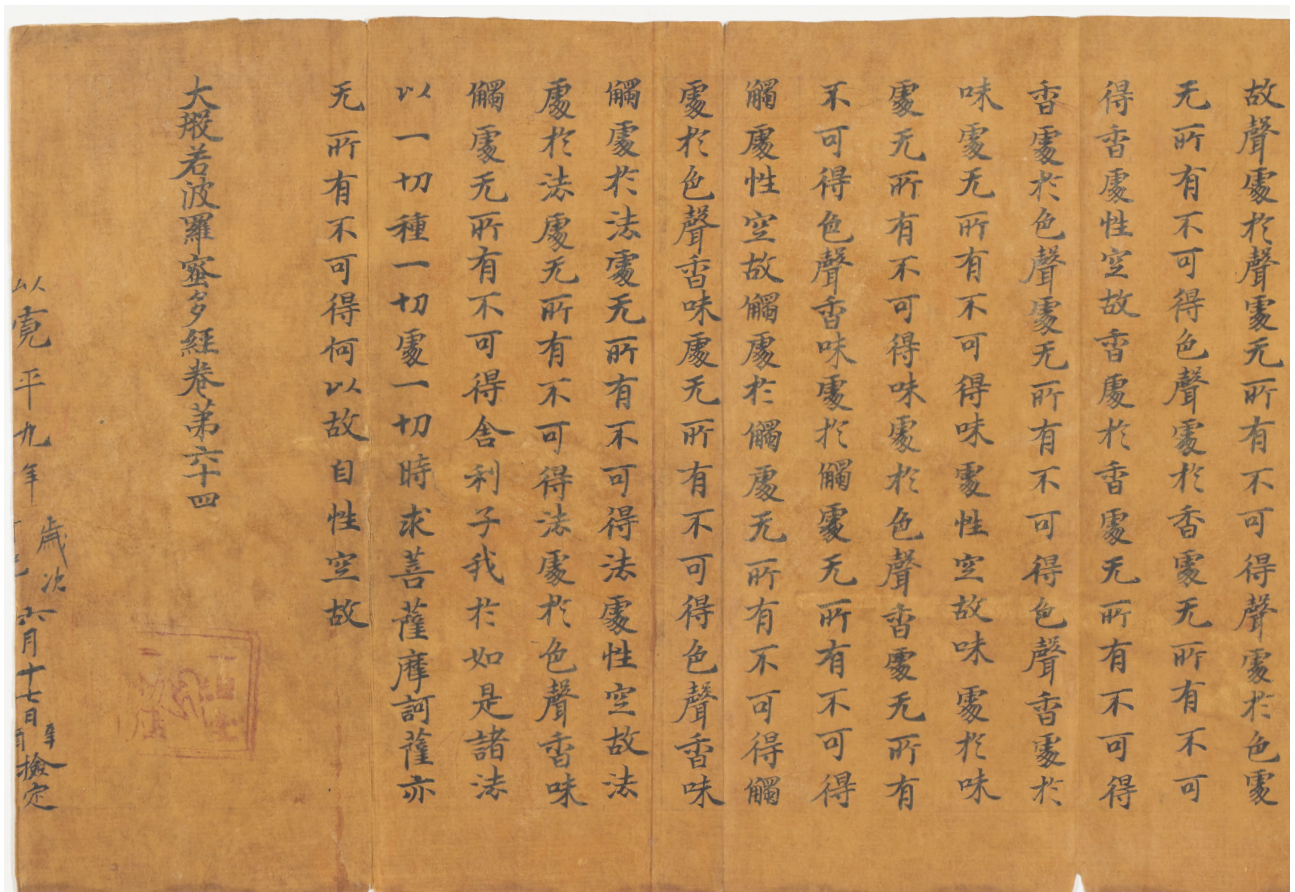 故聲處於聲處无所有不可得聲處於色處
无所有不可得色聲處於香處无所有不可
得香處性空故香處於香處无所有不可得
香處於色聲處无所有不可得色聲香處於
味處无所有不可得味處性空故味處於味
處无所有不可得味處於色聲香處无所有
不可得色聲香味處於觸處无所有不可得
觸處性空故觸處於觸處无所有不可得觸
處於色聲香味處无所有不可得色聲香味
觸處於法處无所有不可得法處性空故法
處於法處无所有不可得法處於色聲香味
觸處无所有不可得舍利子我於如是諸法
以一切種一切處一切時求菩薩摩訶薩亦
无所有不可得何以故自性空故
大般若波羅蜜多經卷第六十四
以寛平九年歲次六月十七日檢定